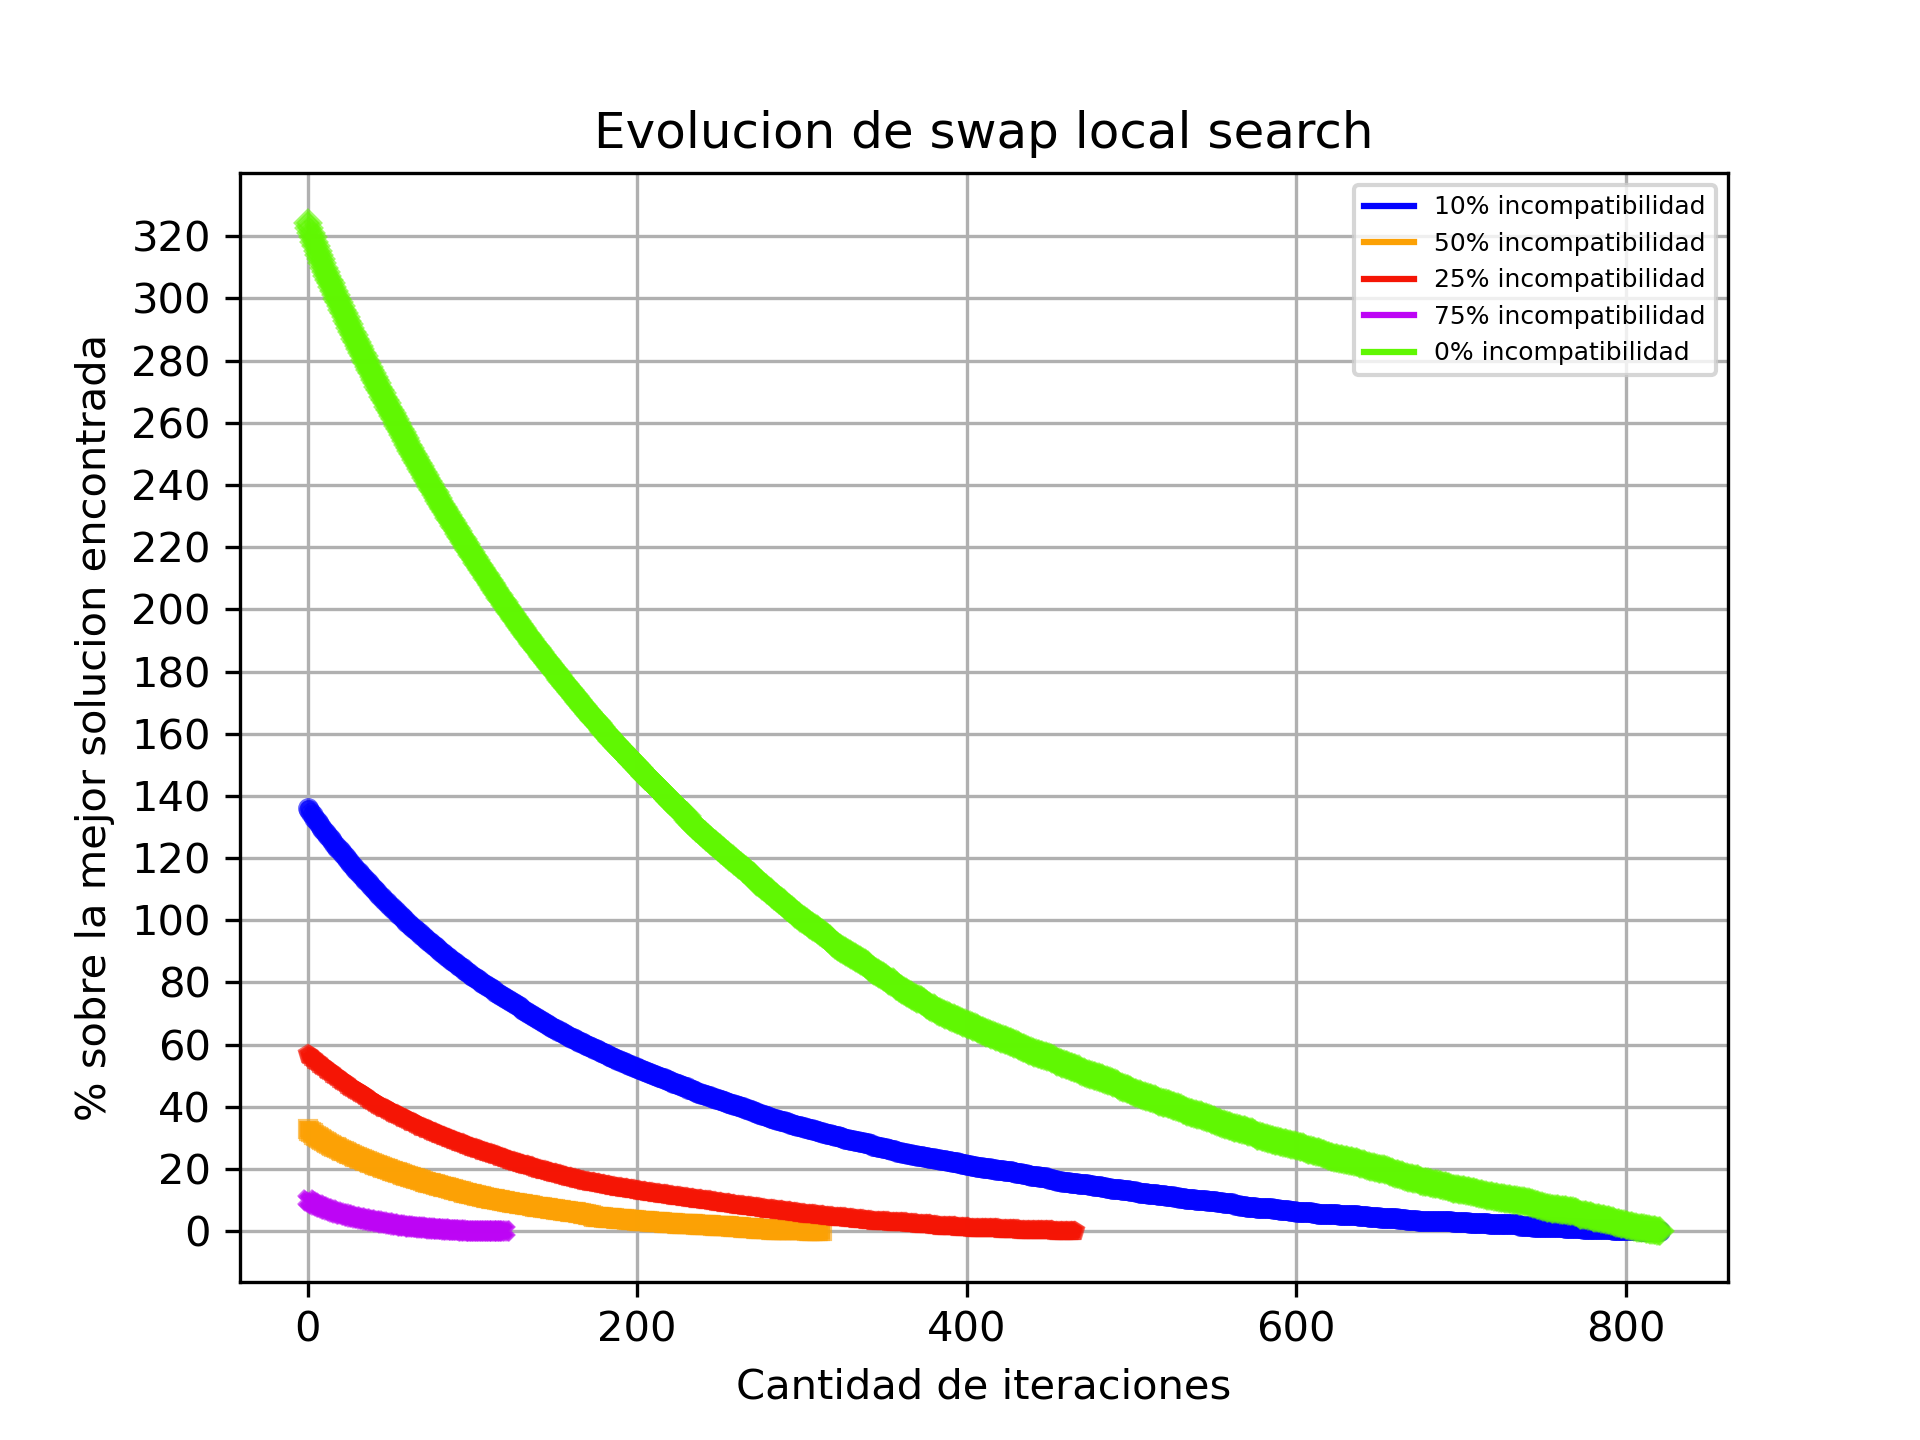 Evolucion de swap local search
10% incompatibilidad
50% incompatibilidad
25% incompatibilidad
75% incompatibilidad
0% incompatibilidad
% sobre la mejor solucion encontrada
320
300
280
260
240
220
200
180
160
140
120
100
80
60
40
20
0
0 200 400 600 800
Cantidad de iteraciones